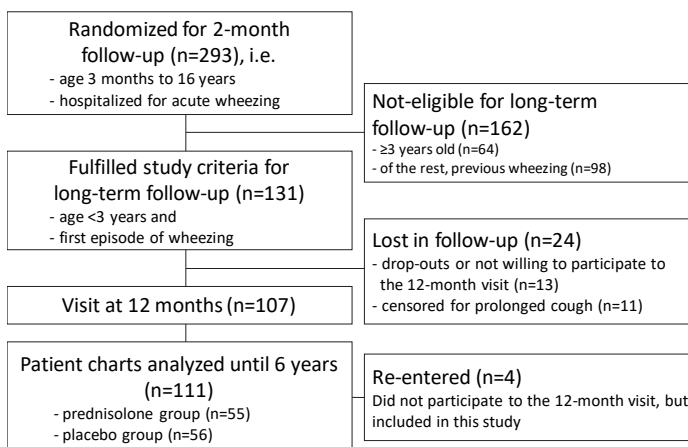 Randomized for 2-month
follow-up (n=293), i.e.
- age 3 months to 16 years
- hospitalized for acute wheezing
Not-eligible for long-term
follow-up (n=162)
- ≥3 years old (n=64)
- of the rest, previous wheezing (n=98)
Fulfilled study criteria for
long-term follow-up (n=131)
- age <3 years and
- first episode of wheezing
Lost in follow-up (n=24)
- drop-outs or not willing to participate to
the 12-month visit (n=13)
- censored for prolonged cough (n=11)
Visit at 12 months (n=107)
Patient charts analyzed until 6 years
(n=111)
- prednisolone group (n=55)
- placebo group (n=56)
Re-entered (n=4)
Did not participate to the 12-month visit, but
included in this study